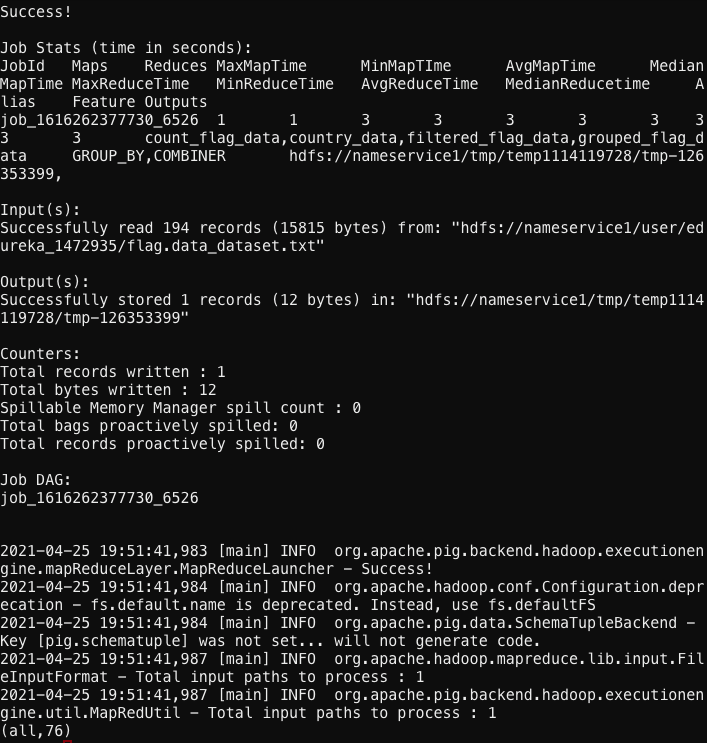 Success!
Job Stats (time in seconds):
JobId   Maps    Reduces MaxMapTime      MinMapTIme      AvgMapTime      Median
MapTime MaxReduceTime   MinReduceTime   AvgReduceTime   MedianReducetime     A
lias    Feature Outputs
job_1616262377730_6526  1       1       3       3       3       3       3    3
3       3       count_flag_data,country_data,filtered_flag_data,grouped_flag_d
ata     GROUP_BY,COMBINER       hdfs://nameservice1/tmp/temp1114119728/tmp-126
353399,
Input(s):
Successfully read 194 records (15815 bytes) from: "hdfs://nameservice1/user/ed
ureka_1472935/flag.data_dataset.txt"
Output(s):
Successfully stored 1 records (12 bytes) in: "hdfs://nameservice1/tmp/temp1114
119728/tmp-126353399"
Counters:
Total records written : 1
Total bytes written : 12
Spillable Memory Manager spill count : 0
Total bags proactively spilled: 0
Total records proactively spilled: 0
Job DAG:
job_1616262377730_6526
2021-04-25 19:51:41,983 [main] INFO  org.apache.pig.backend.hadoop.executionen
gine.mapReduceLayer.MapReduceLauncher - Success!
2021-04-25 19:51:41,984 [main] INFO  org.apache.hadoop.conf.Configuration.depr
ecation - fs.default.name is deprecated. Instead, use fs.defaultFS
2021-04-25 19:51:41,984 [main] INFO  org.apache.pig.data.SchemaTupleBackend -
Key [pig.schematuple] was not set... will not generate code.
2021-04-25 19:51:41,987 [main] INFO  org.apache.hadoop.mapreduce.lib.input.Fil
eInputFormat - Total input paths to process : 1
2021-04-25 19:51:41,987 [main] INFO  org.apache.pig.backend.hadoop.executionen
gine.util.MapRedUtil - Total input paths to process : 1
(all,76)